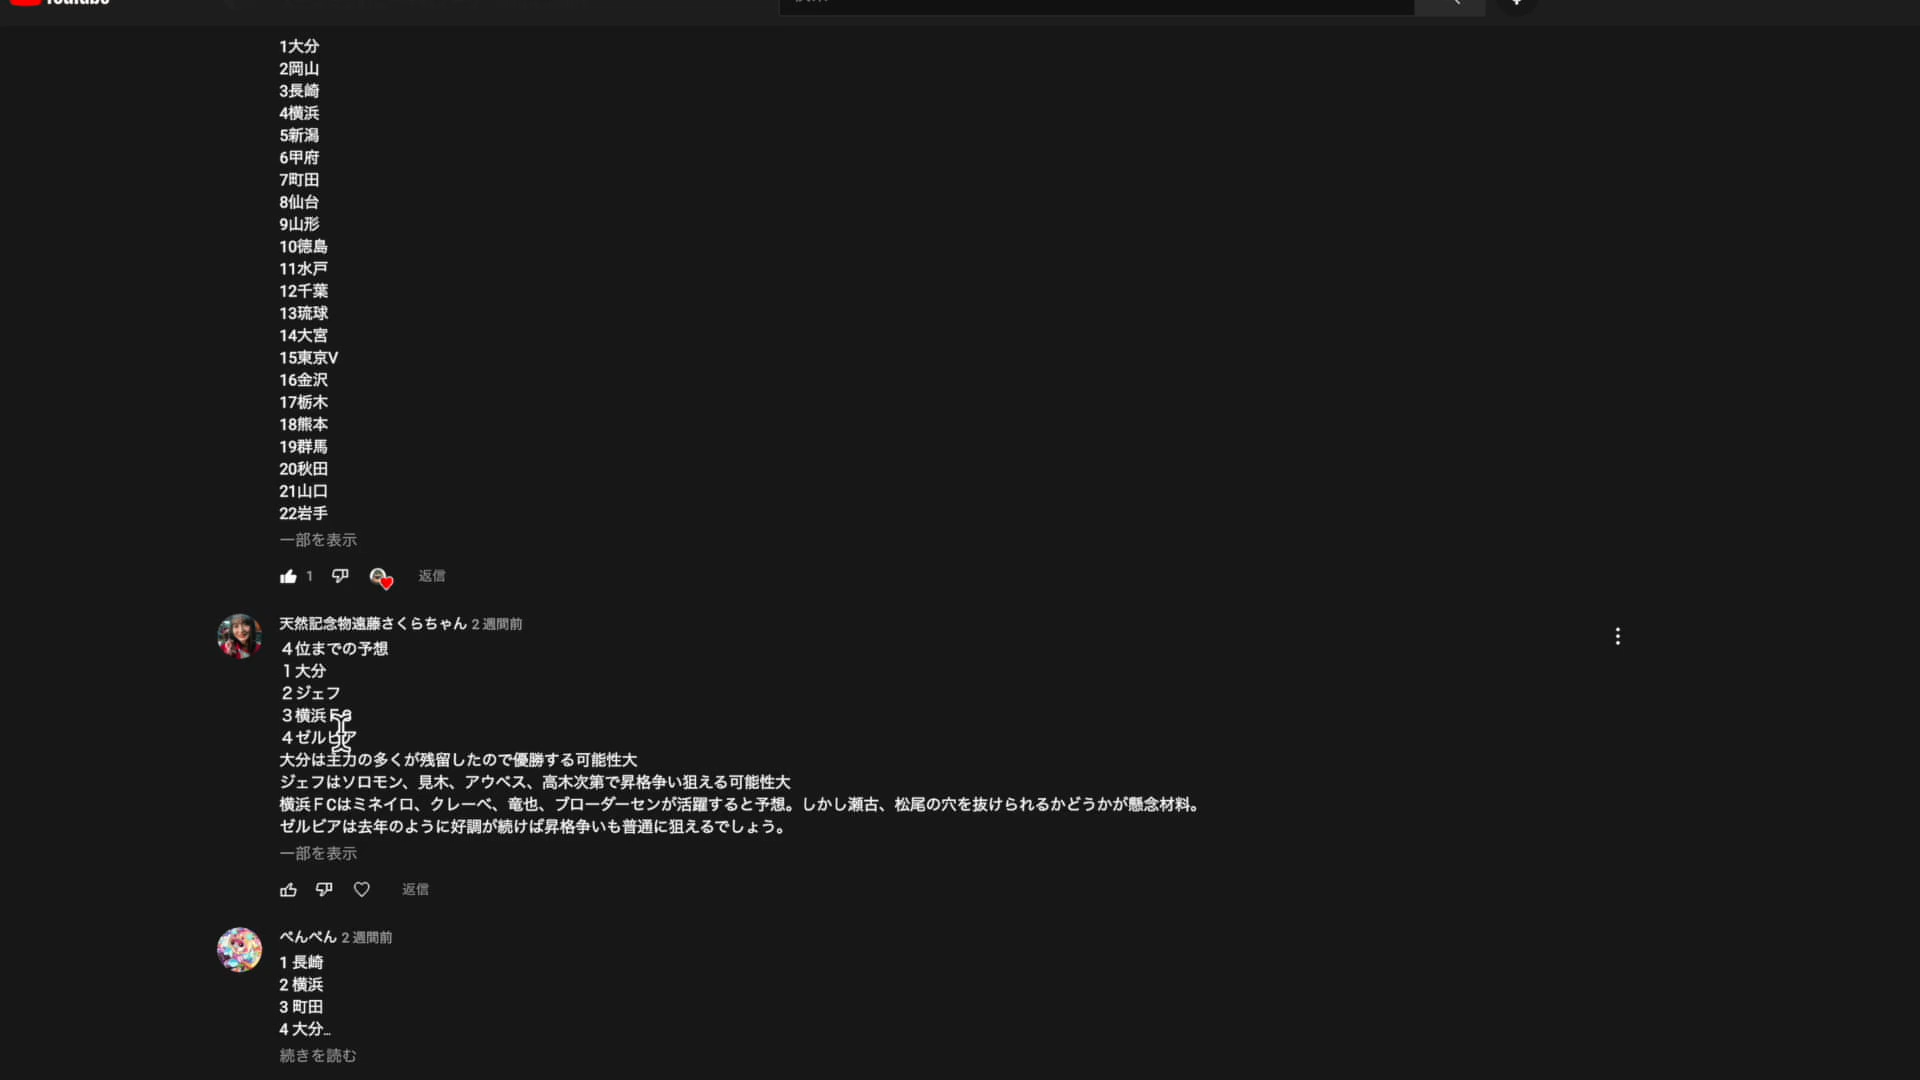 YouTube
1大分
2岡山
3長崎
4横浜
5新潟
6甲府
7町田
8仙台
9山形
10徳島
11水戸
12千葉
13琉球
14大宮
15東京V
16金沢
17栃木
18熊本
19群馬
20秋田
21山口
22岩手
一部を表示
1
返信
天然記念物遠藤さくらちゃん 2 週間前
４位までの予想
１大分
２ジェフ
３横浜
４ゼルビア
大分は主力の多くが残留したので優勝する可能性大
ジェフはソロモン、見木、アウベス、高木次第で昇格争い狙える可能性大
横浜ＦCはミネイロ、クレーベ、竜也、ブローダーセンが活躍すると予想。しかし瀬古、松尾の穴を抜けられるかどうかが懸念材料。
ゼルビアは去年のように好調が続けば昇格争いも普通に狙えるでしょう。
一部を表示
返信
ぺんぺん 2 週間前
1 長崎
2 横浜
3 町田
4 大分...
続きを読む